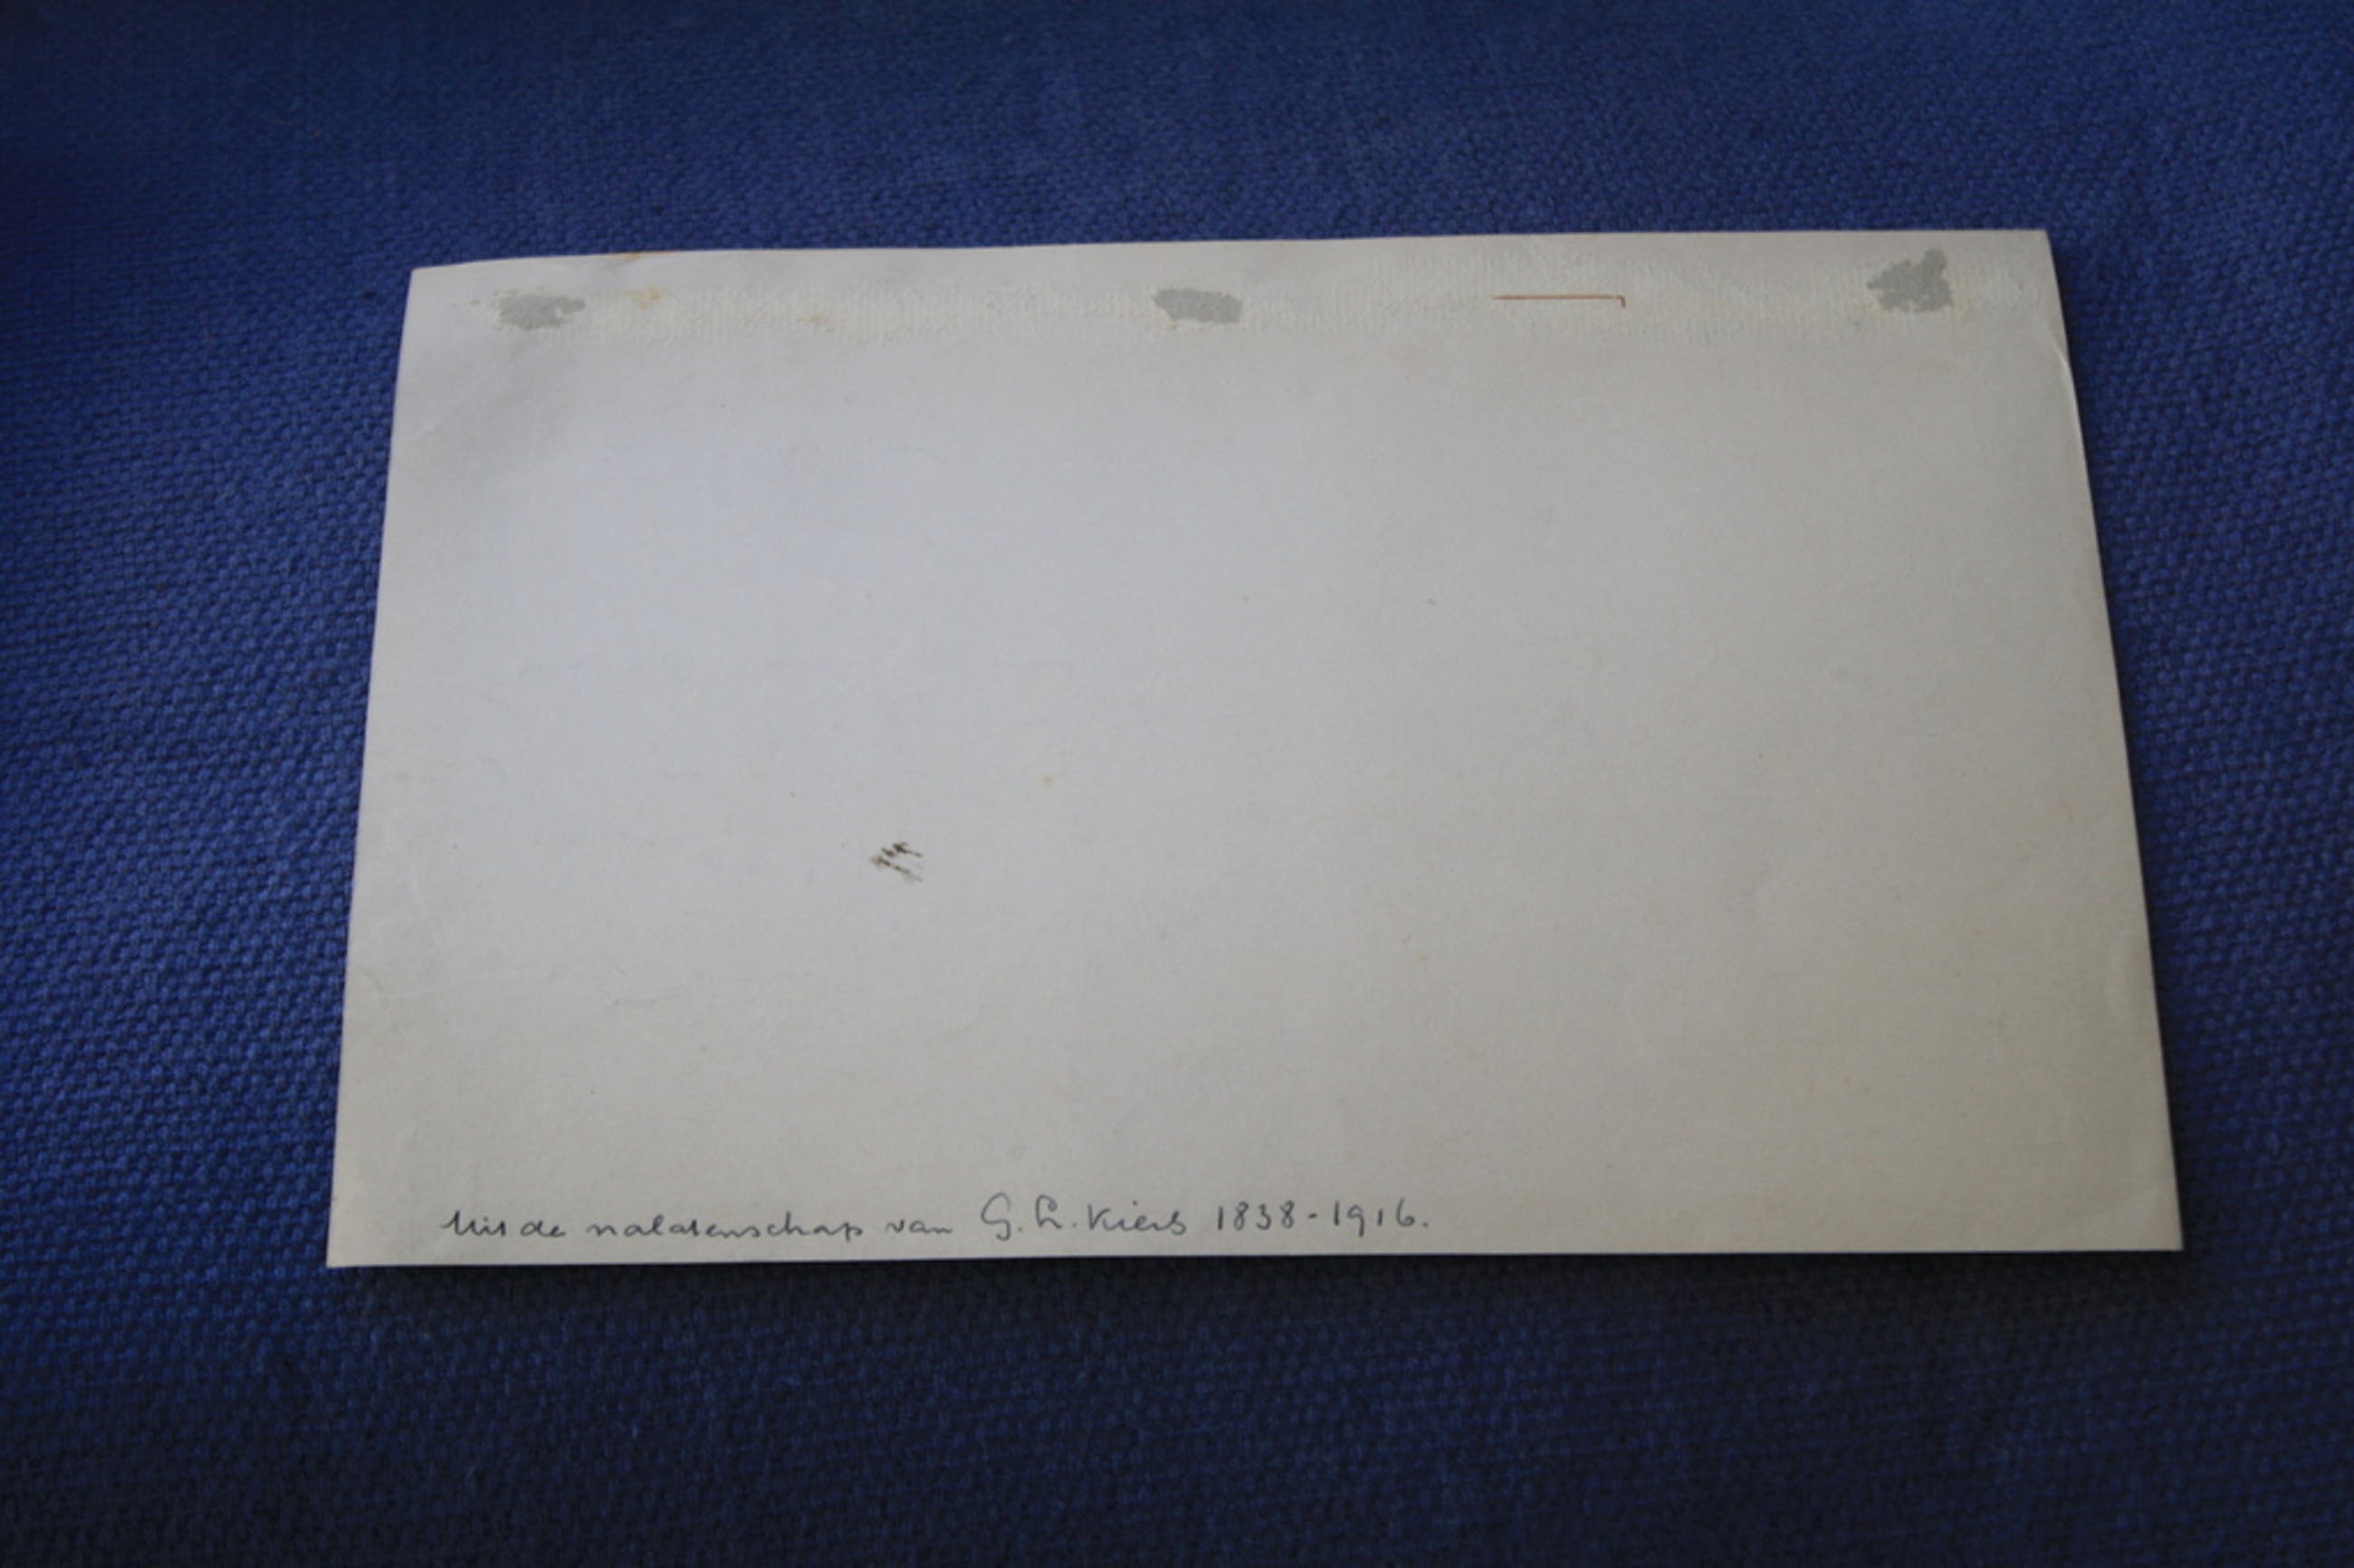 Uit de nalatenschap van G. L. Kiers 1838-1916.